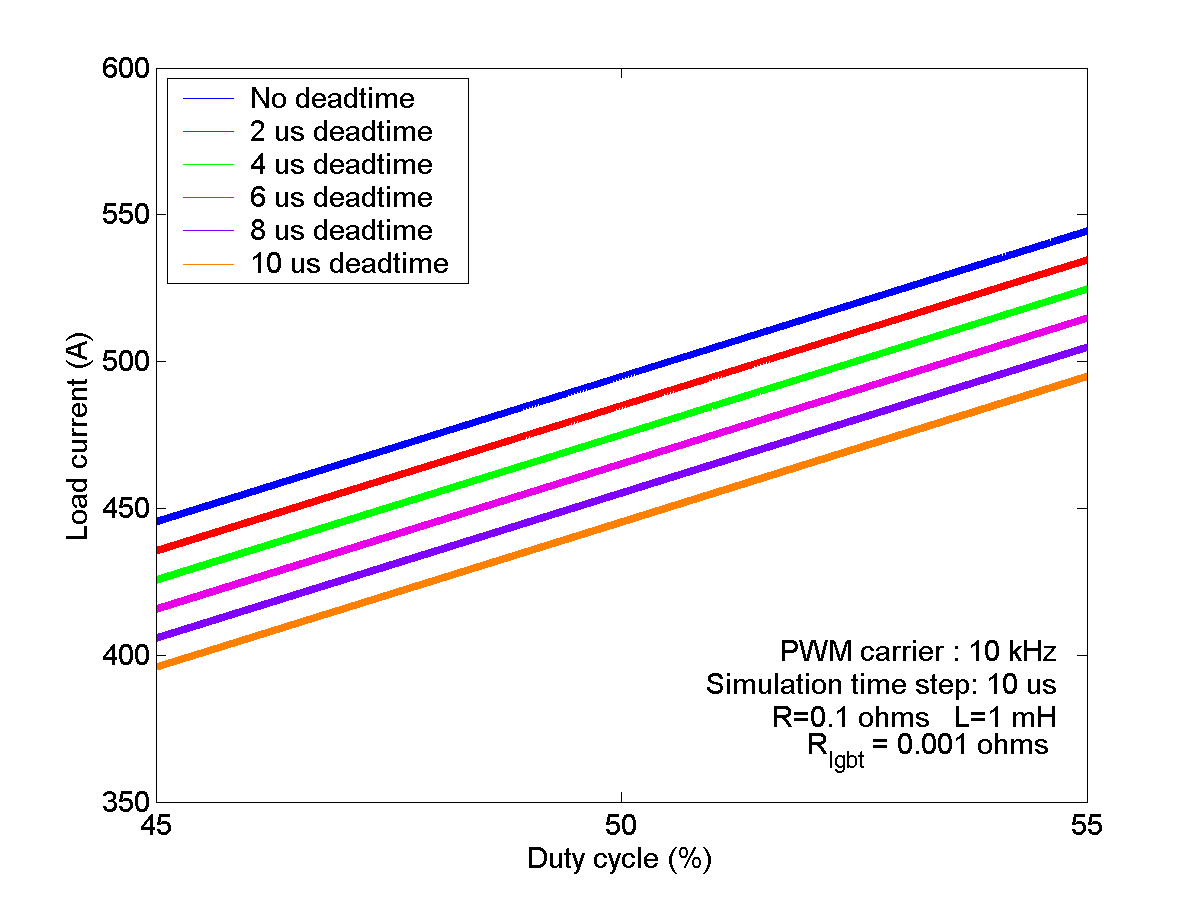 600
550
500
450
400
350
45
50
55
Load current (A)
Duty cycle (%)
No deadtime
2 us deadtime
4 us deadtime
6 us deadtime
8 us deadtime
10 us deadtime
PWM carrier : 10 kHz
Simulation time step: 10 us
R=0.1 ohms L=1 mH
RIgbt = 0.001 ohms